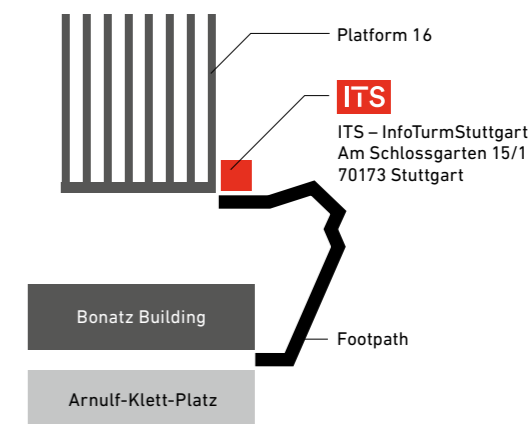 Platform 16
ITS
ITS – InfoTurmStuttgart
Am Schlossgarten 15/1
70173 Stuttgart
Bonatz Building
Footpath
Arnulf-Klett-Platz